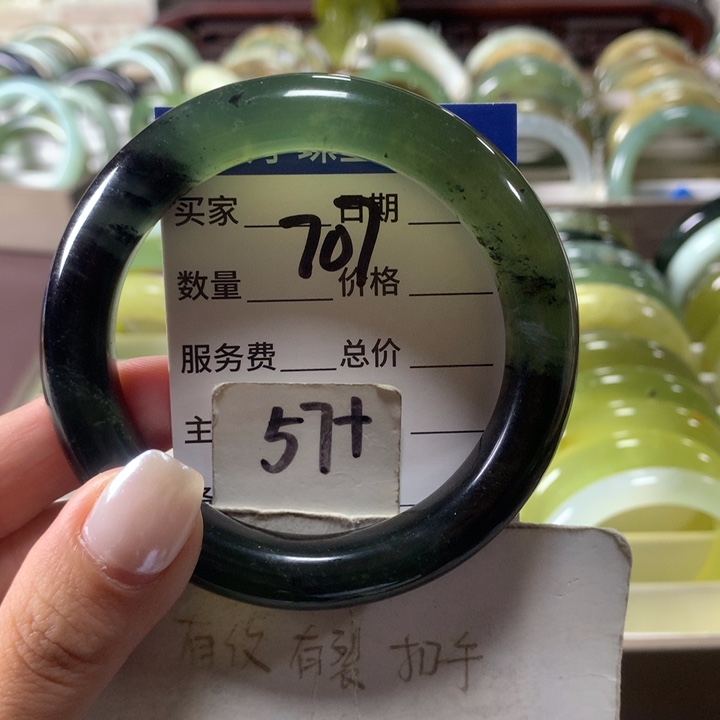 买家 日期
707
数量 价格
服务费 总价
主
57+
有纹 有裂 扣手